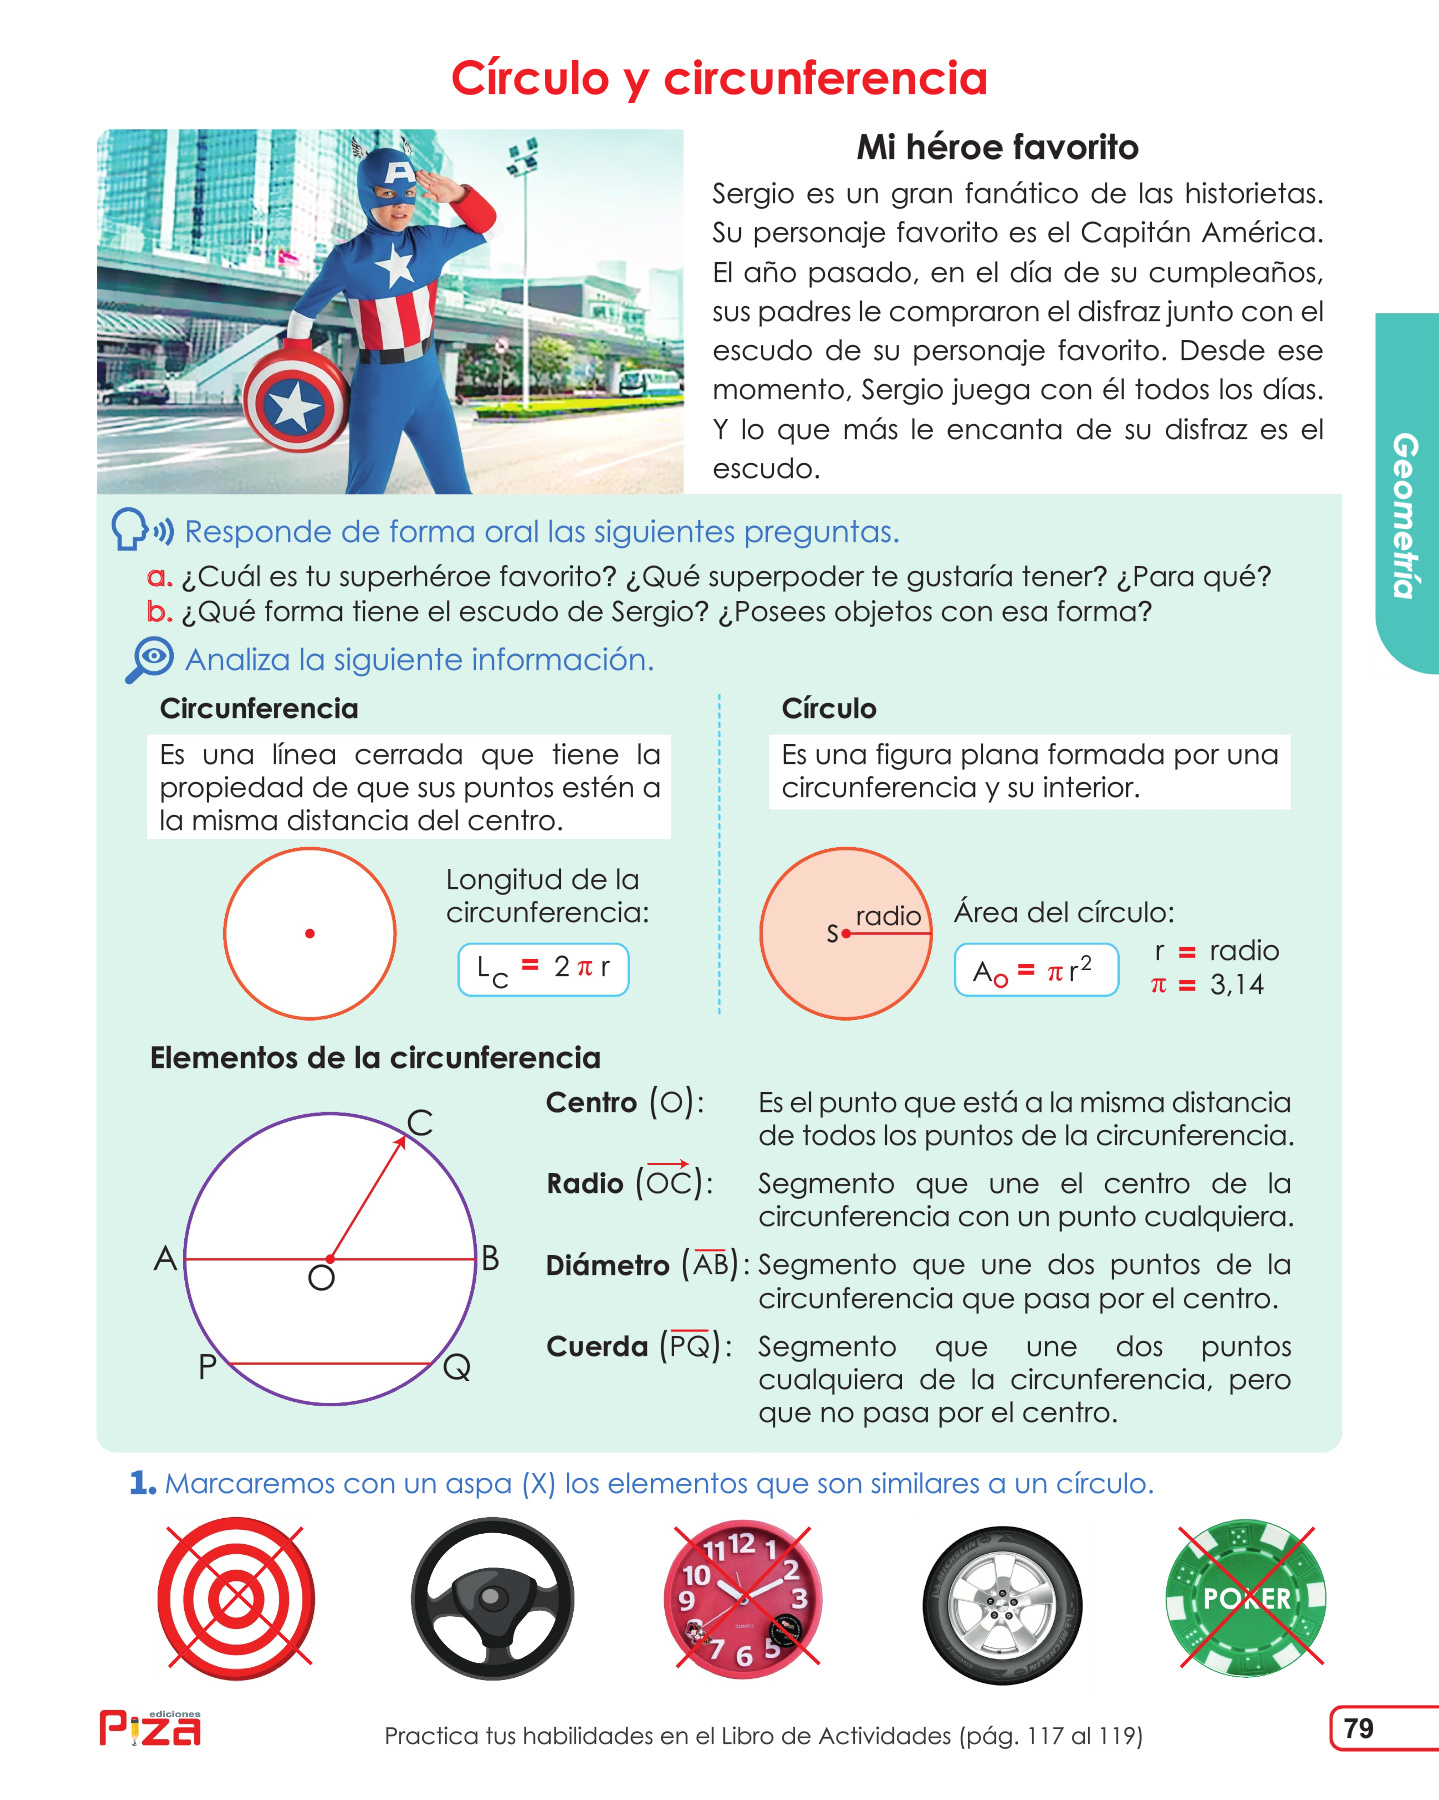 Círculo y circunferencia
Mi héroe favorito
Sergio es un gran fanático de las historietas.
Su personaje favorito es el Capitán América.
El año pasado, en el día de su cumpleaños,
sus padres le compraron el disfraz junto con el
escudo de su personaje favorito. Desde ese
momento, Sergio juega con él todos los días.
Y lo que más le encanta de su disfraz es el
escudo.
A
Geometría
Responde de forma oral las siguientes preguntas.
a. ¿Cuál es tu superhéroe favorito? ¿Qué superpoder te gustaría tener? ¿Para qué?
b. ¿Qué forma tiene el escudo de Sergio? ¿Posees objetos con esa forma?
Analiza la siguiente información.
Circunferencia
Es una línea cerrada que tiene la
propiedad de que sus puntos estén a
la misma distancia del centro.
Longitud de la
circunferencia:
L_C = 2 π r
Círculo
Es una figura plana formada por una
circunferencia y su interior.
S radio
Área del círculo:
A_O = π r²
r = radio
π = 3,14
Elementos de la circunferencia
C
A
B
O
P
Q
Centro (O): Es el punto que está a la misma distancia
de todos los puntos de la circunferencia.
Radio (OC): Segmento que une el centro de la
circunferencia con un punto cualquiera.
Diámetro (AB): Segmento que une dos puntos de la
circunferencia que pasa por el centro.
Cuerda (PQ): Segmento que une dos puntos
cualquiera de la circunferencia, pero
que no pasa por el centro.
1. Marcaremos con un aspa (X) los elementos que son similares a un círculo.
12 1 2 3 5 6 7 8 9 10 11
QUARTZ
MICHELIN
MICHELIN
POKER
ediciones
Piza
Practica tus habilidades en el Libro de Actividades (pág. 117 al 119)
79